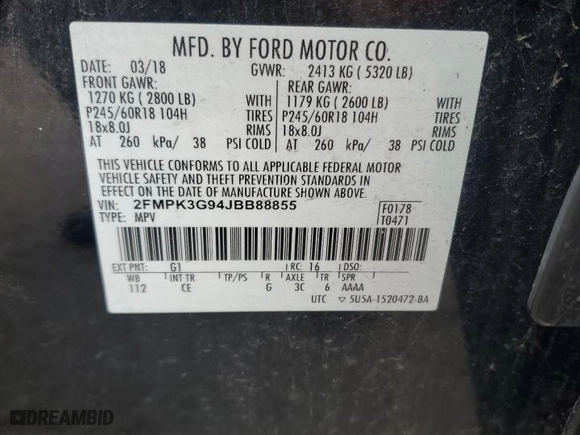 MFD. BY FORD MOTOR CO.
DATE: 03/18 GVWR: 2413 KG ( 5320 LB)
FRONT GAWR: REAR GAWR:
1270 KG ( 2800 LB) WITH 1179 KG ( 2600 LB) WITH
P245/60R18 104H TIRES P245/60R18 104H TIRES
18x8.0J RIMS 18x8.0J RIMS
AT 260 kPa/ 38 PSI COLD AT 260 kPa/ 38 PSI COLD
THIS VEHICLE CONFORMS TO ALL APPLICABLE FEDERAL MOTOR
VEHICLE SAFETY AND THEFT PREVENTION STANDARDS IN
EFFECT ON THE DATE OF MANUFACTURE SHOWN ABOVE.
VIN: 2FMPK3G94JBB88855 F0178
TYPE: MPV T0471
EXT PNT: G1 RC: 16 DSO:
WB INT TR TP/PS R AXLE TR SPR
112 CE G 3C 6 AAAA
UTC ▽ 5U5A-1520472-BA
DREAMBID